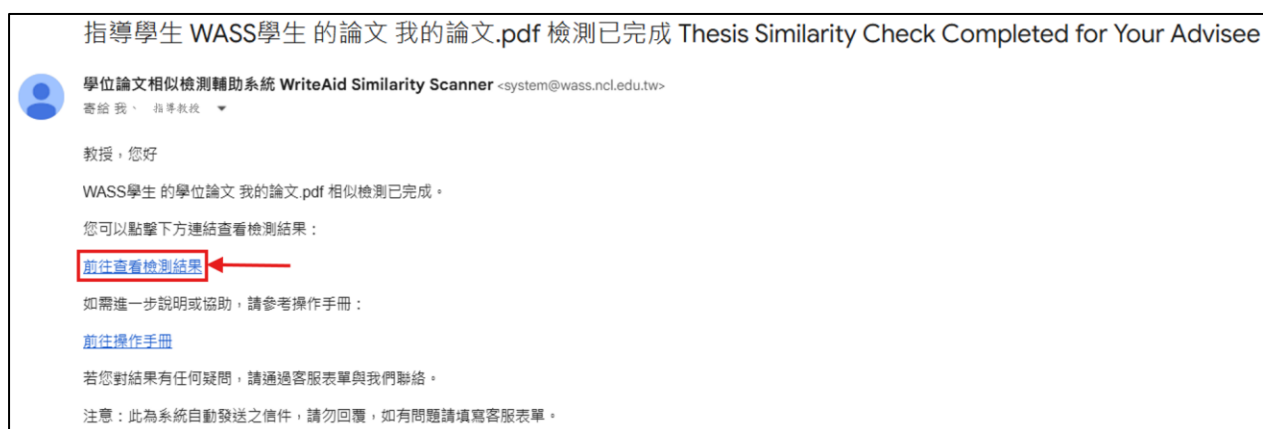 指導學生 WASS學生 的論文 我的論文.pdf 檢測已完成 Thesis Similarity Check Completed for Your Advisee
學位論文相似檢測輔助系統 WriteAid Similarity Scanner <system@wass.ncl.edu.tw>
寄給 我、 指導教授
教授，您好
WASS學生 的學位論文 我的論文.pdf 相似檢測已完成。
您可以點擊下方連結查看檢測結果：
前往查看檢測結果
如需進一步說明或協助，請參考操作手冊：
前往操作手冊
若您對結果有任何疑問，請通過客服表單與我們聯絡。
注意：此為系統自動發送之信件，請勿回覆，如有問題請填寫客服表單。